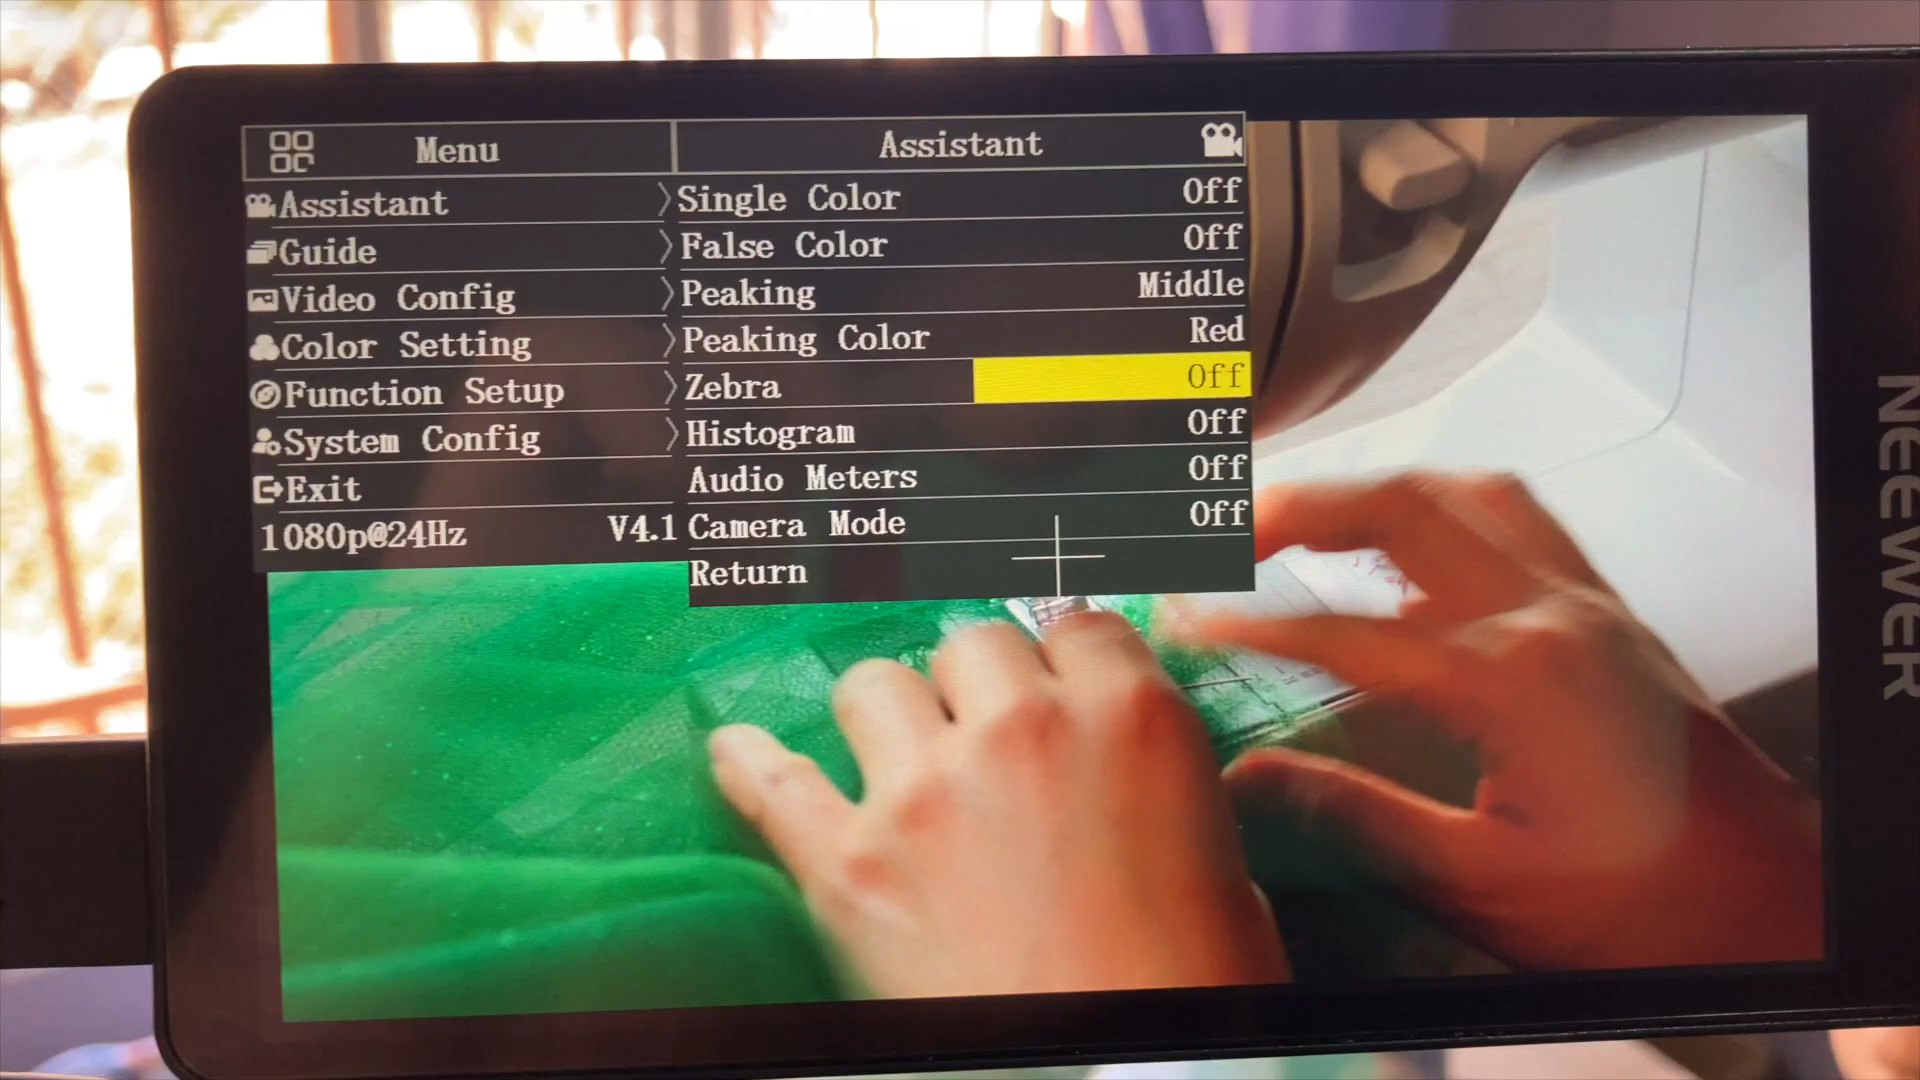 Menu
Assistant
Guide
Video Config
Color Setting
Function Setup
System Config
Exit
1080p@24Hz V4.1
Assistant
Single Color Off
False Color Off
Peaking Middle
Peaking Color Red
Zebra Off
Histogram Off
Audio Meters Off
Camera Mode Off
Return
NEEWER